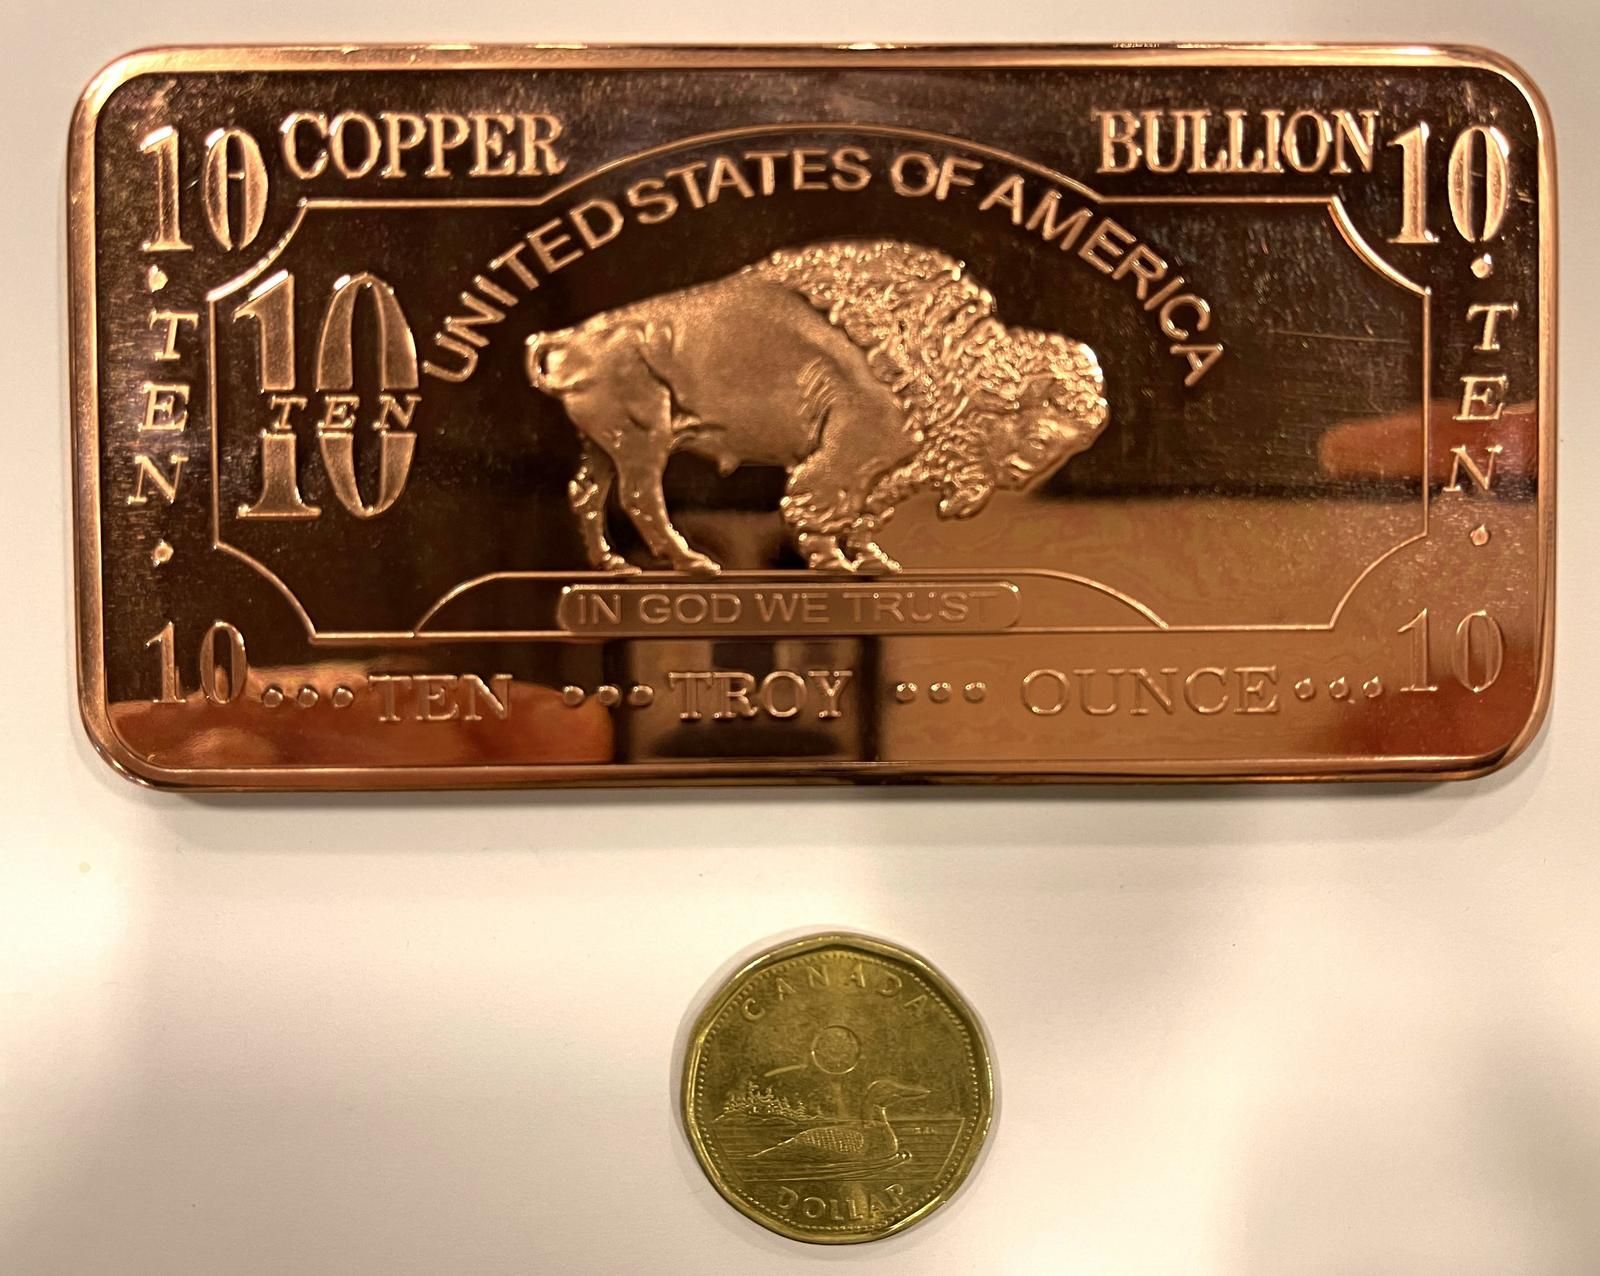 10 COPPER BULLION 10
UNITED STATES OF AMERICA
TEN
10
TEN
TEN
IN GOD WE TRUST
10 TEN TROY OUNCE 10
CANADA
DOLLAR